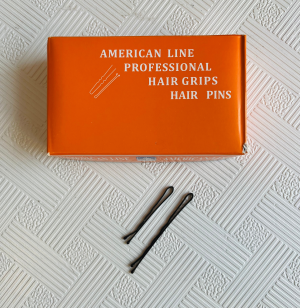 AMERICAN LINE
PROFESSIONAL
HAIR GRIPS
HAIR PINS